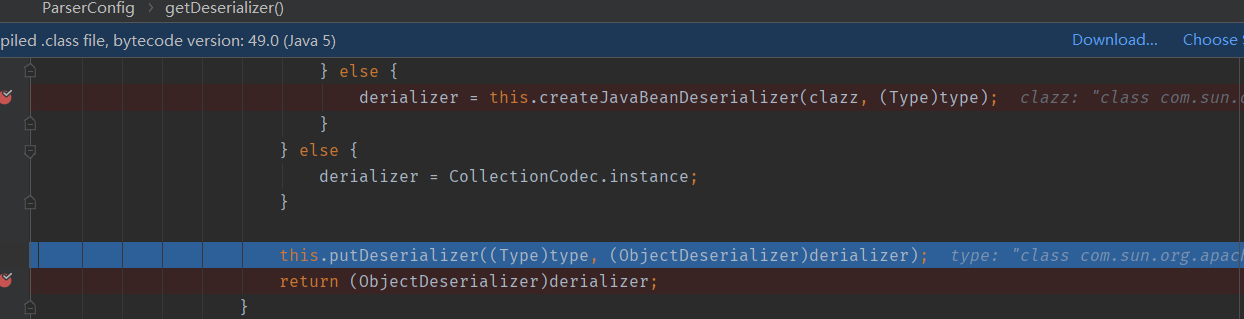 ParserConfig > getDeserializer()
piled .class file, bytecode version: 49.0 (Java 5) Download... Choose
} else {
derializer = this.createJavaBeanDeserializer(clazz, (Type)type); clazz: "class com.sun.
}
} else {
derializer = CollectionCodec.instance;
}
this.putDeserializer((Type)type, (ObjectDeserializer)derializer); type: "class com.sun.org.apach
return (ObjectDeserializer)derializer;
}